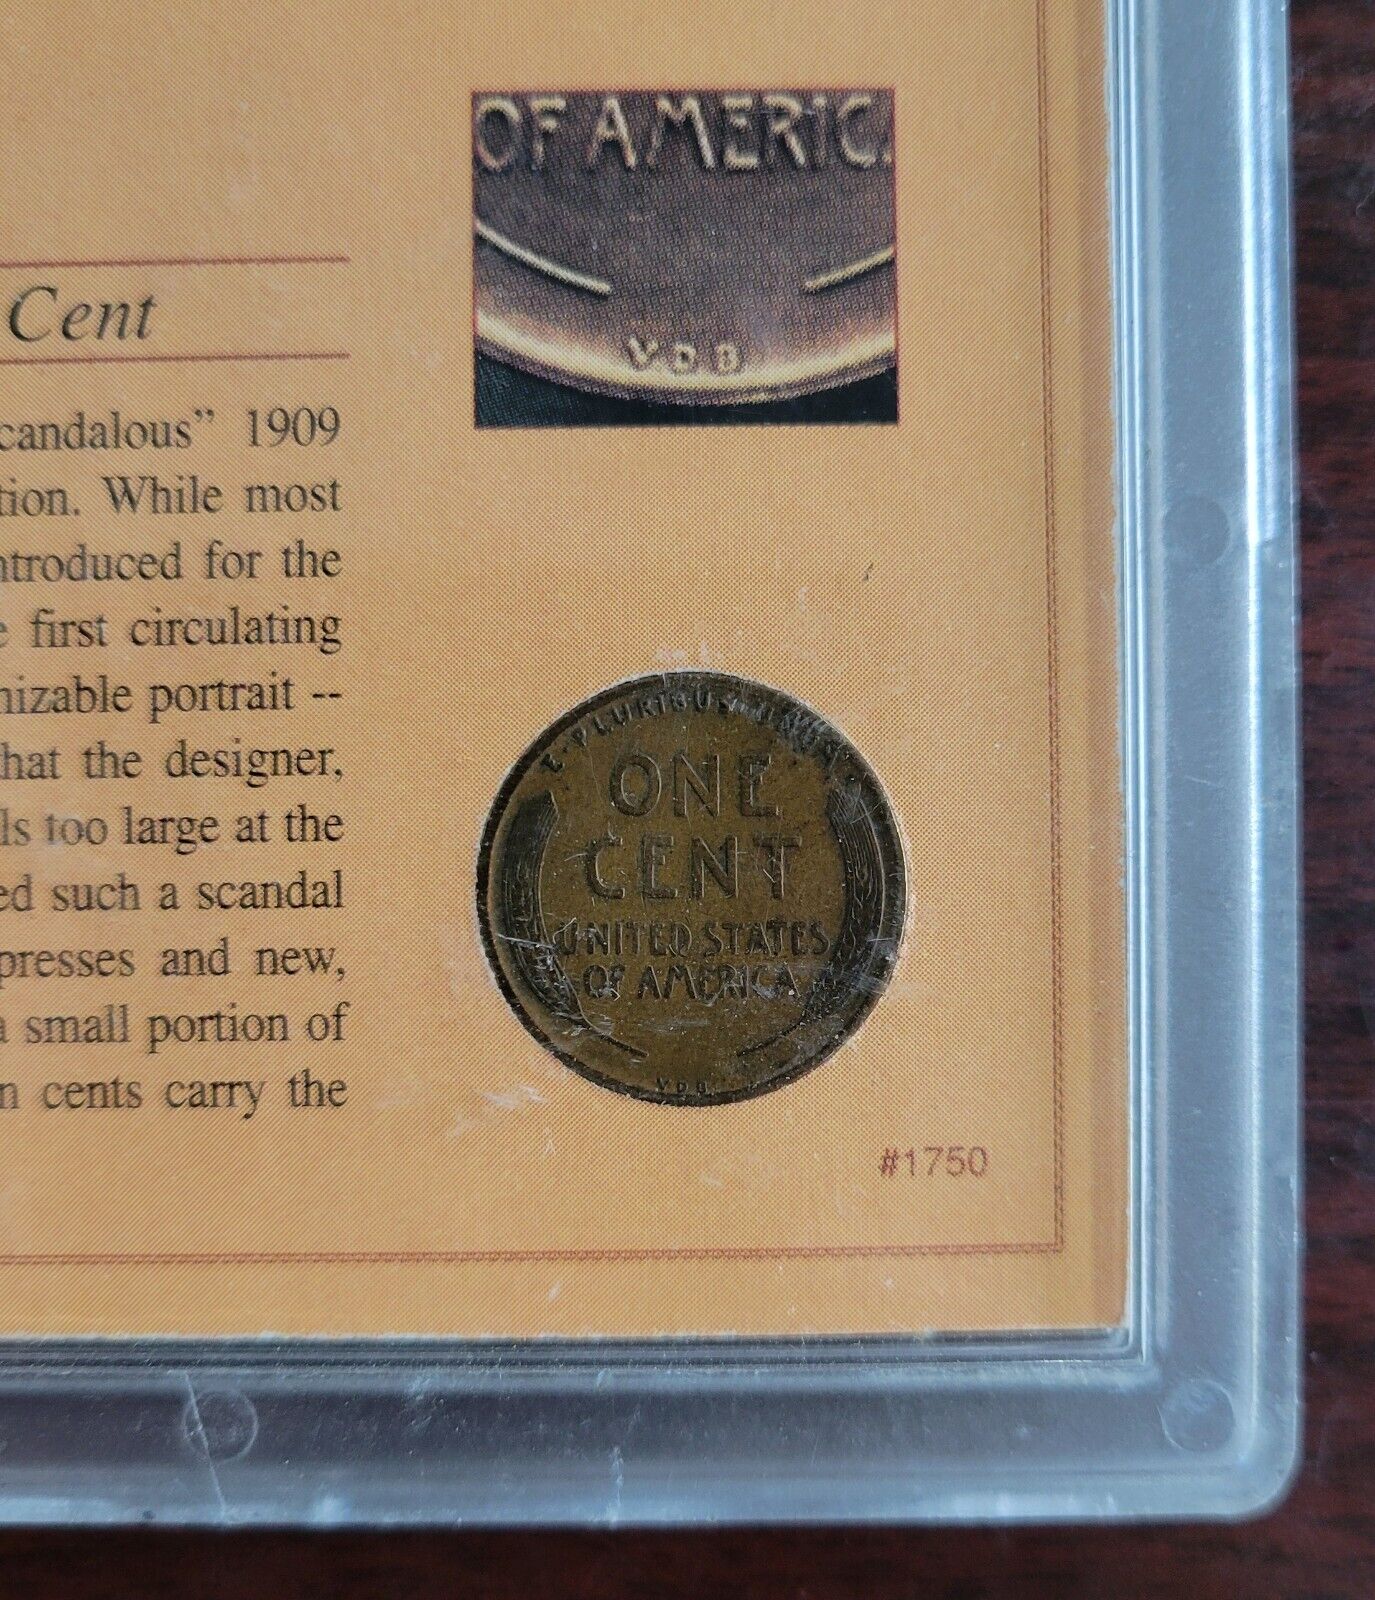 OF AMERIC
V.D.B.
Cent
candalous” 1909
tion. While most
ntroduced for the
e first circulating
nizable portrait --
hat the designer,
ls too large at the
ed such a scandal
presses and new,
a small portion of
n cents carry the
E·PLURIBUS·UNUM
ONE
CENT
UNITED STATES
OF AMERICA
V.D.B.
#1750